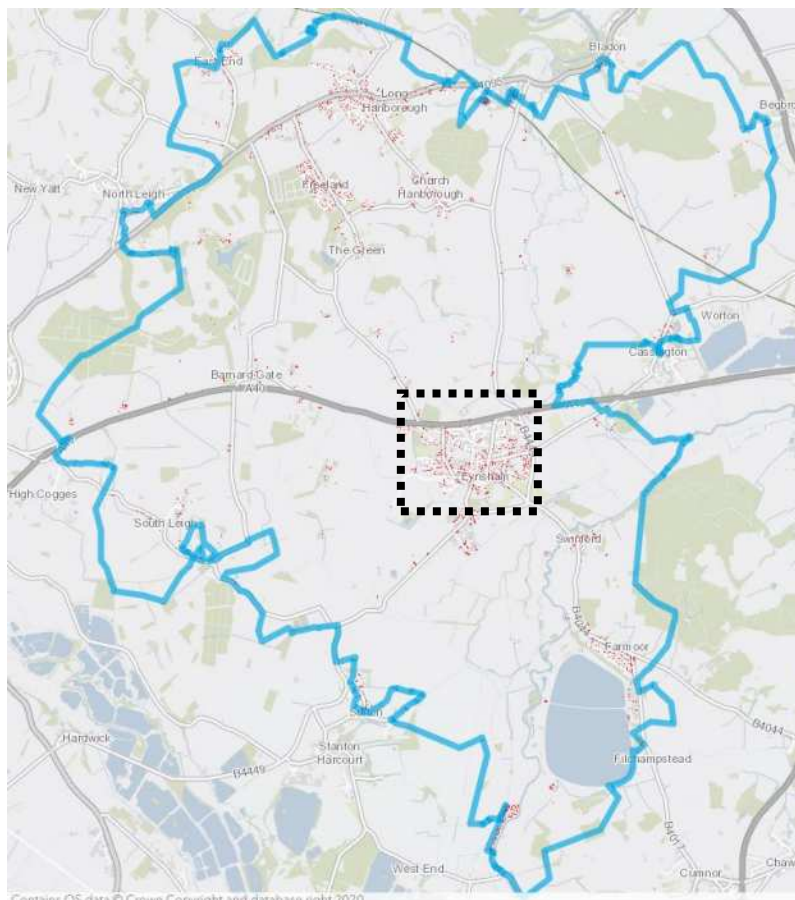 Bladon
East End
Long
Hanborough
Begbro
New Yatt
North Leigh
Freeland
Church
Hanborough
The Green
Worton
Cassington
Barnard Gate
A40
Eynsham
High Cogges
South Leigh
Swinford
B4044
Farmoor
Hardwick
Stanton
Harcourt
B4449
B4044
Filchampstead
B4017
West End
Cumnor
Chaw
Contains OS data © Crown Copyright and database right 2020